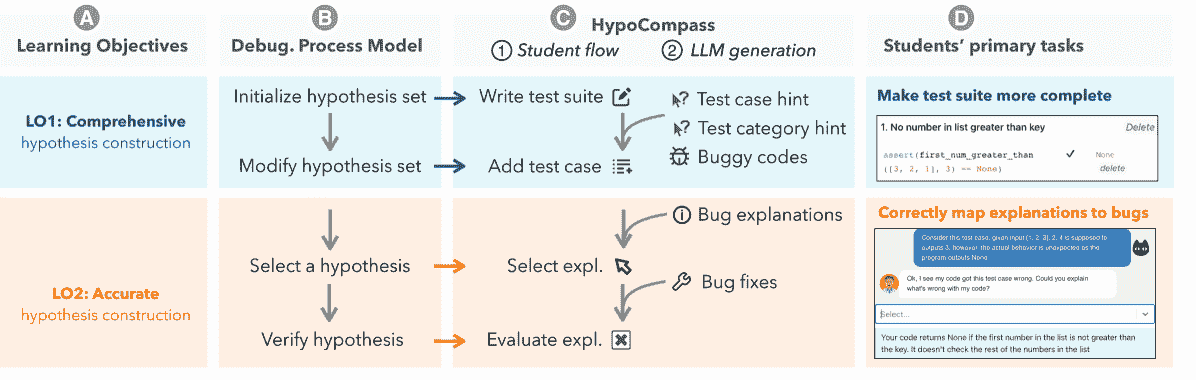 A
Learning Objectives
B
Debug. Process Model
C
HypoCompass
1 Student flow
2 LLM generation
D
Students' primary tasks
LO1: Comprehensive
hypothesis construction
Initialize hypothesis set
Modify hypothesis set
Write test suite
Add test case
Test case hint
Test category hint
Buggy codes
Make test suite more complete
1. No number in list greater than key
Delete
assert(first_num_greater_than
None
([3, 2, 1], 3) == None)
delete
LO2: Accurate
hypothesis construction
Select a hypothesis
Verify hypothesis
Bug explanations
Select expl.
Bug fixes
Evaluate expl.
Correctly map explanations to bugs
Consider this test case, given input [1, 2, 3], 2, it is supposed to
outputs 3, however, the actual behavior is unexpected as the
program outputs None
Ok, I see my code got this test case wrong. Could you explain
what's wrong with my code?
Select...
Your code returns None if the first number in the list is not greater than
the key. It doesn't check the rest of the numbers in the list